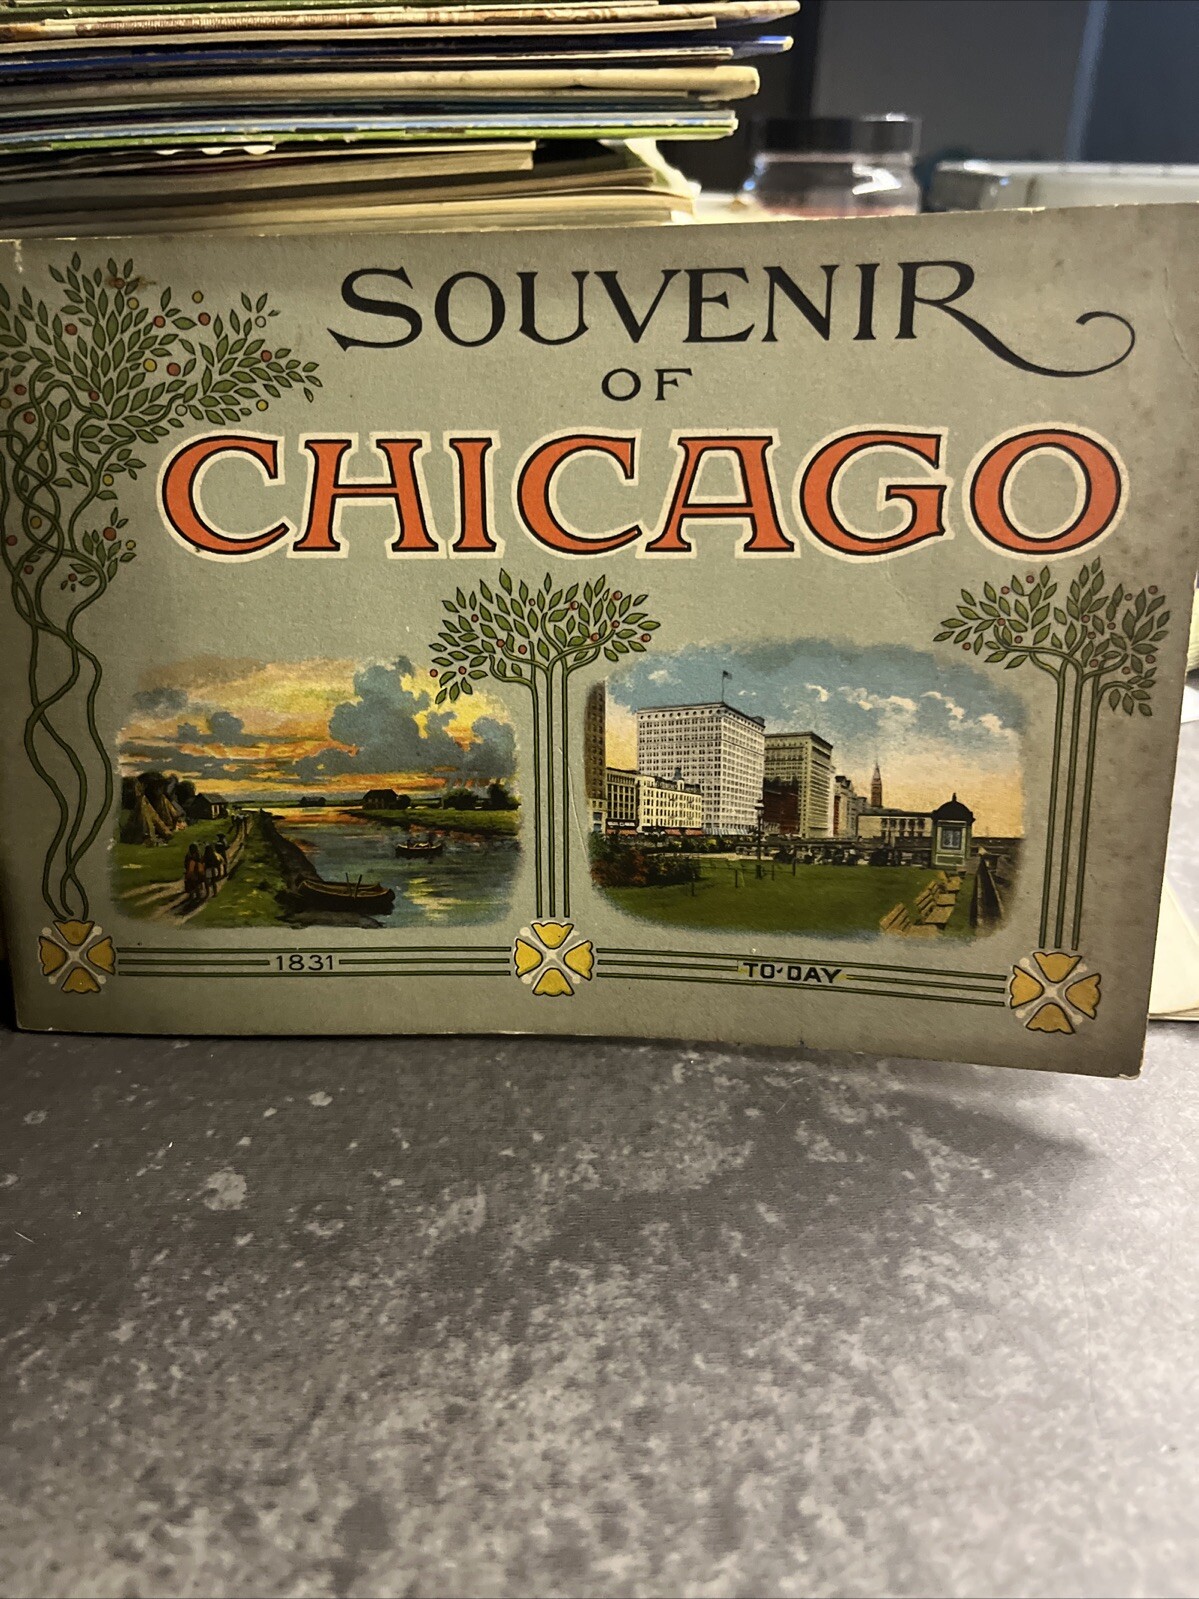 SOUVENIR
OF
CHICAGO
1831
TO-DAY